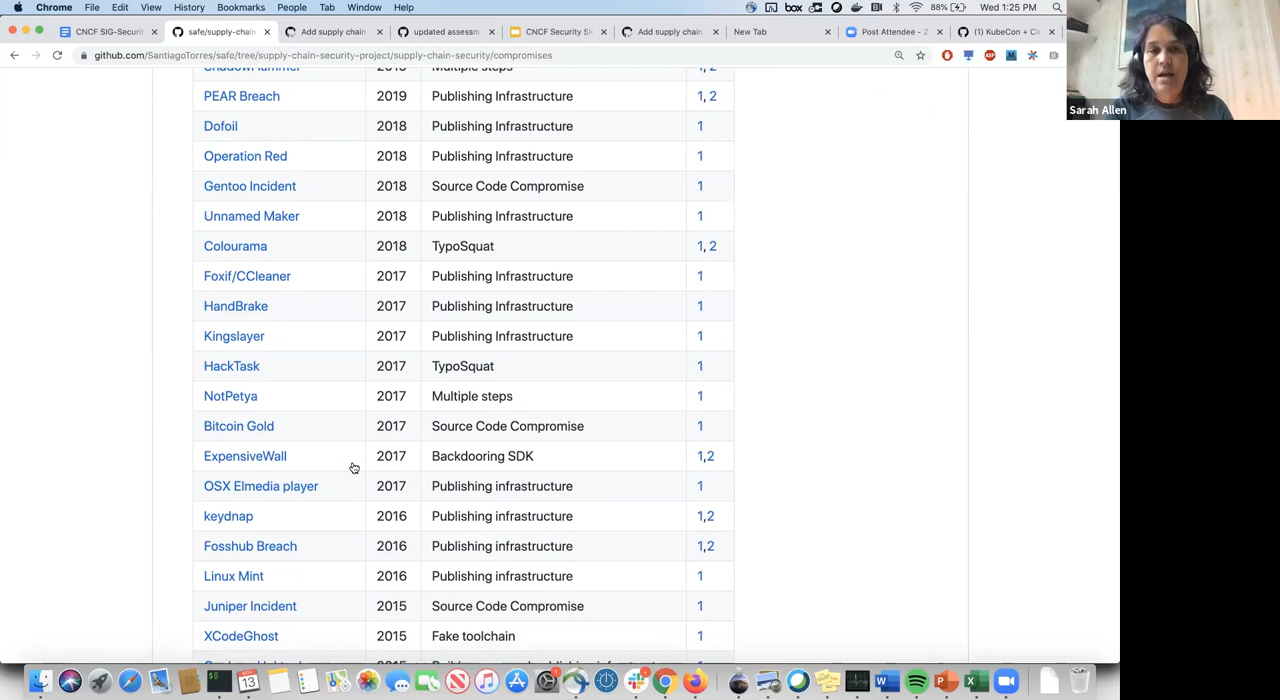 Chrome File Edit View History Bookmarks People Tab Window Help box 88% Wed 1:25 PM
CNCF SIG-Securit × safe/supply-chain × Add supply chain × updated assessm × CNCF Security SI × Add supply chain × New Tab × Post Attendee - Z × (1) KubeCon + Cl ×
github.com/SantiagoTorres/safe/tree/supply-chain-security-project/supply-chain-security/compromises
ShadowHammer 2019 Multiple steps 1, 2
PEAR Breach 2019 Publishing Infrastructure 1, 2
Dofoil 2018 Publishing Infrastructure 1
Operation Red 2018 Publishing Infrastructure 1
Gentoo Incident 2018 Source Code Compromise 1
Unnamed Maker 2018 Publishing Infrastructure 1
Colourama 2018 TypoSquat 1, 2
Foxif/CCleaner 2017 Publishing Infrastructure 1
HandBrake 2017 Publishing Infrastructure 1
Kingslayer 2017 Publishing Infrastructure 1
HackTask 2017 TypoSquat 1
NotPetya 2017 Multiple steps 1
Bitcoin Gold 2017 Source Code Compromise 1
ExpensiveWall 2017 Backdooring SDK 1,2
OSX Elmedia player 2017 Publishing infrastructure 1
keydnap 2016 Publishing infrastructure 1,2
Fosshub Breach 2016 Publishing infrastructure 1,2
Linux Mint 2016 Publishing infrastructure 1
Juniper Incident 2015 Source Code Compromise 1
XCodeGhost 2015 Fake toolchain 1
Sarah Allen